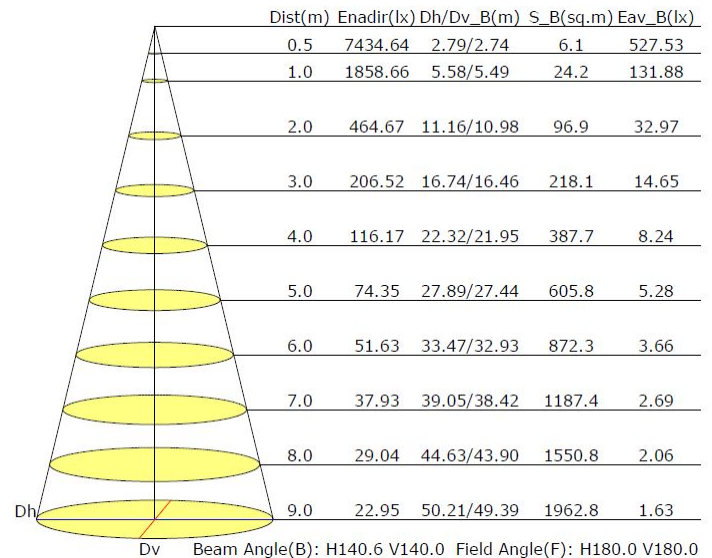 Dist(m) Enadir(lx) Dh/Dv_B(m) S_B(sq.m) Eav_B(lx)
0.5 7434.64 2.79/2.74 6.1 527.53
1.0 1858.66 5.58/5.49 24.2 131.88
2.0 464.67 11.16/10.98 96.9 32.97
3.0 206.52 16.74/16.46 218.1 14.65
4.0 116.17 22.32/21.95 387.7 8.24
5.0 74.35 27.89/27.44 605.8 5.28
6.0 51.63 33.47/32.93 872.3 3.66
7.0 37.93 39.05/38.42 1187.4 2.69
8.0 29.04 44.63/43.90 1550.8 2.06
Dh 9.0 22.95 50.21/49.39 1962.8 1.63
Dv Beam Angle(B): H140.6 V140.0 Field Angle(F): H180.0 V180.0